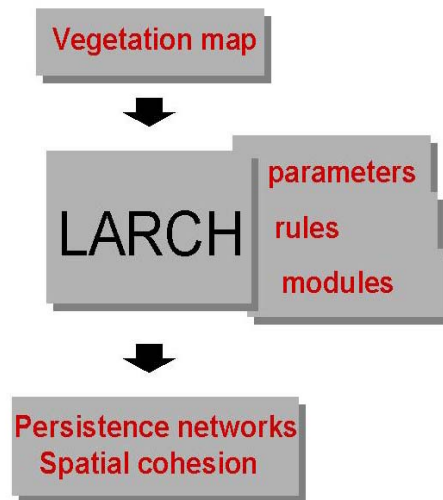 Vegetation map
LARCH
parameters
rules
modules
Persistence networks
Spatial cohesion